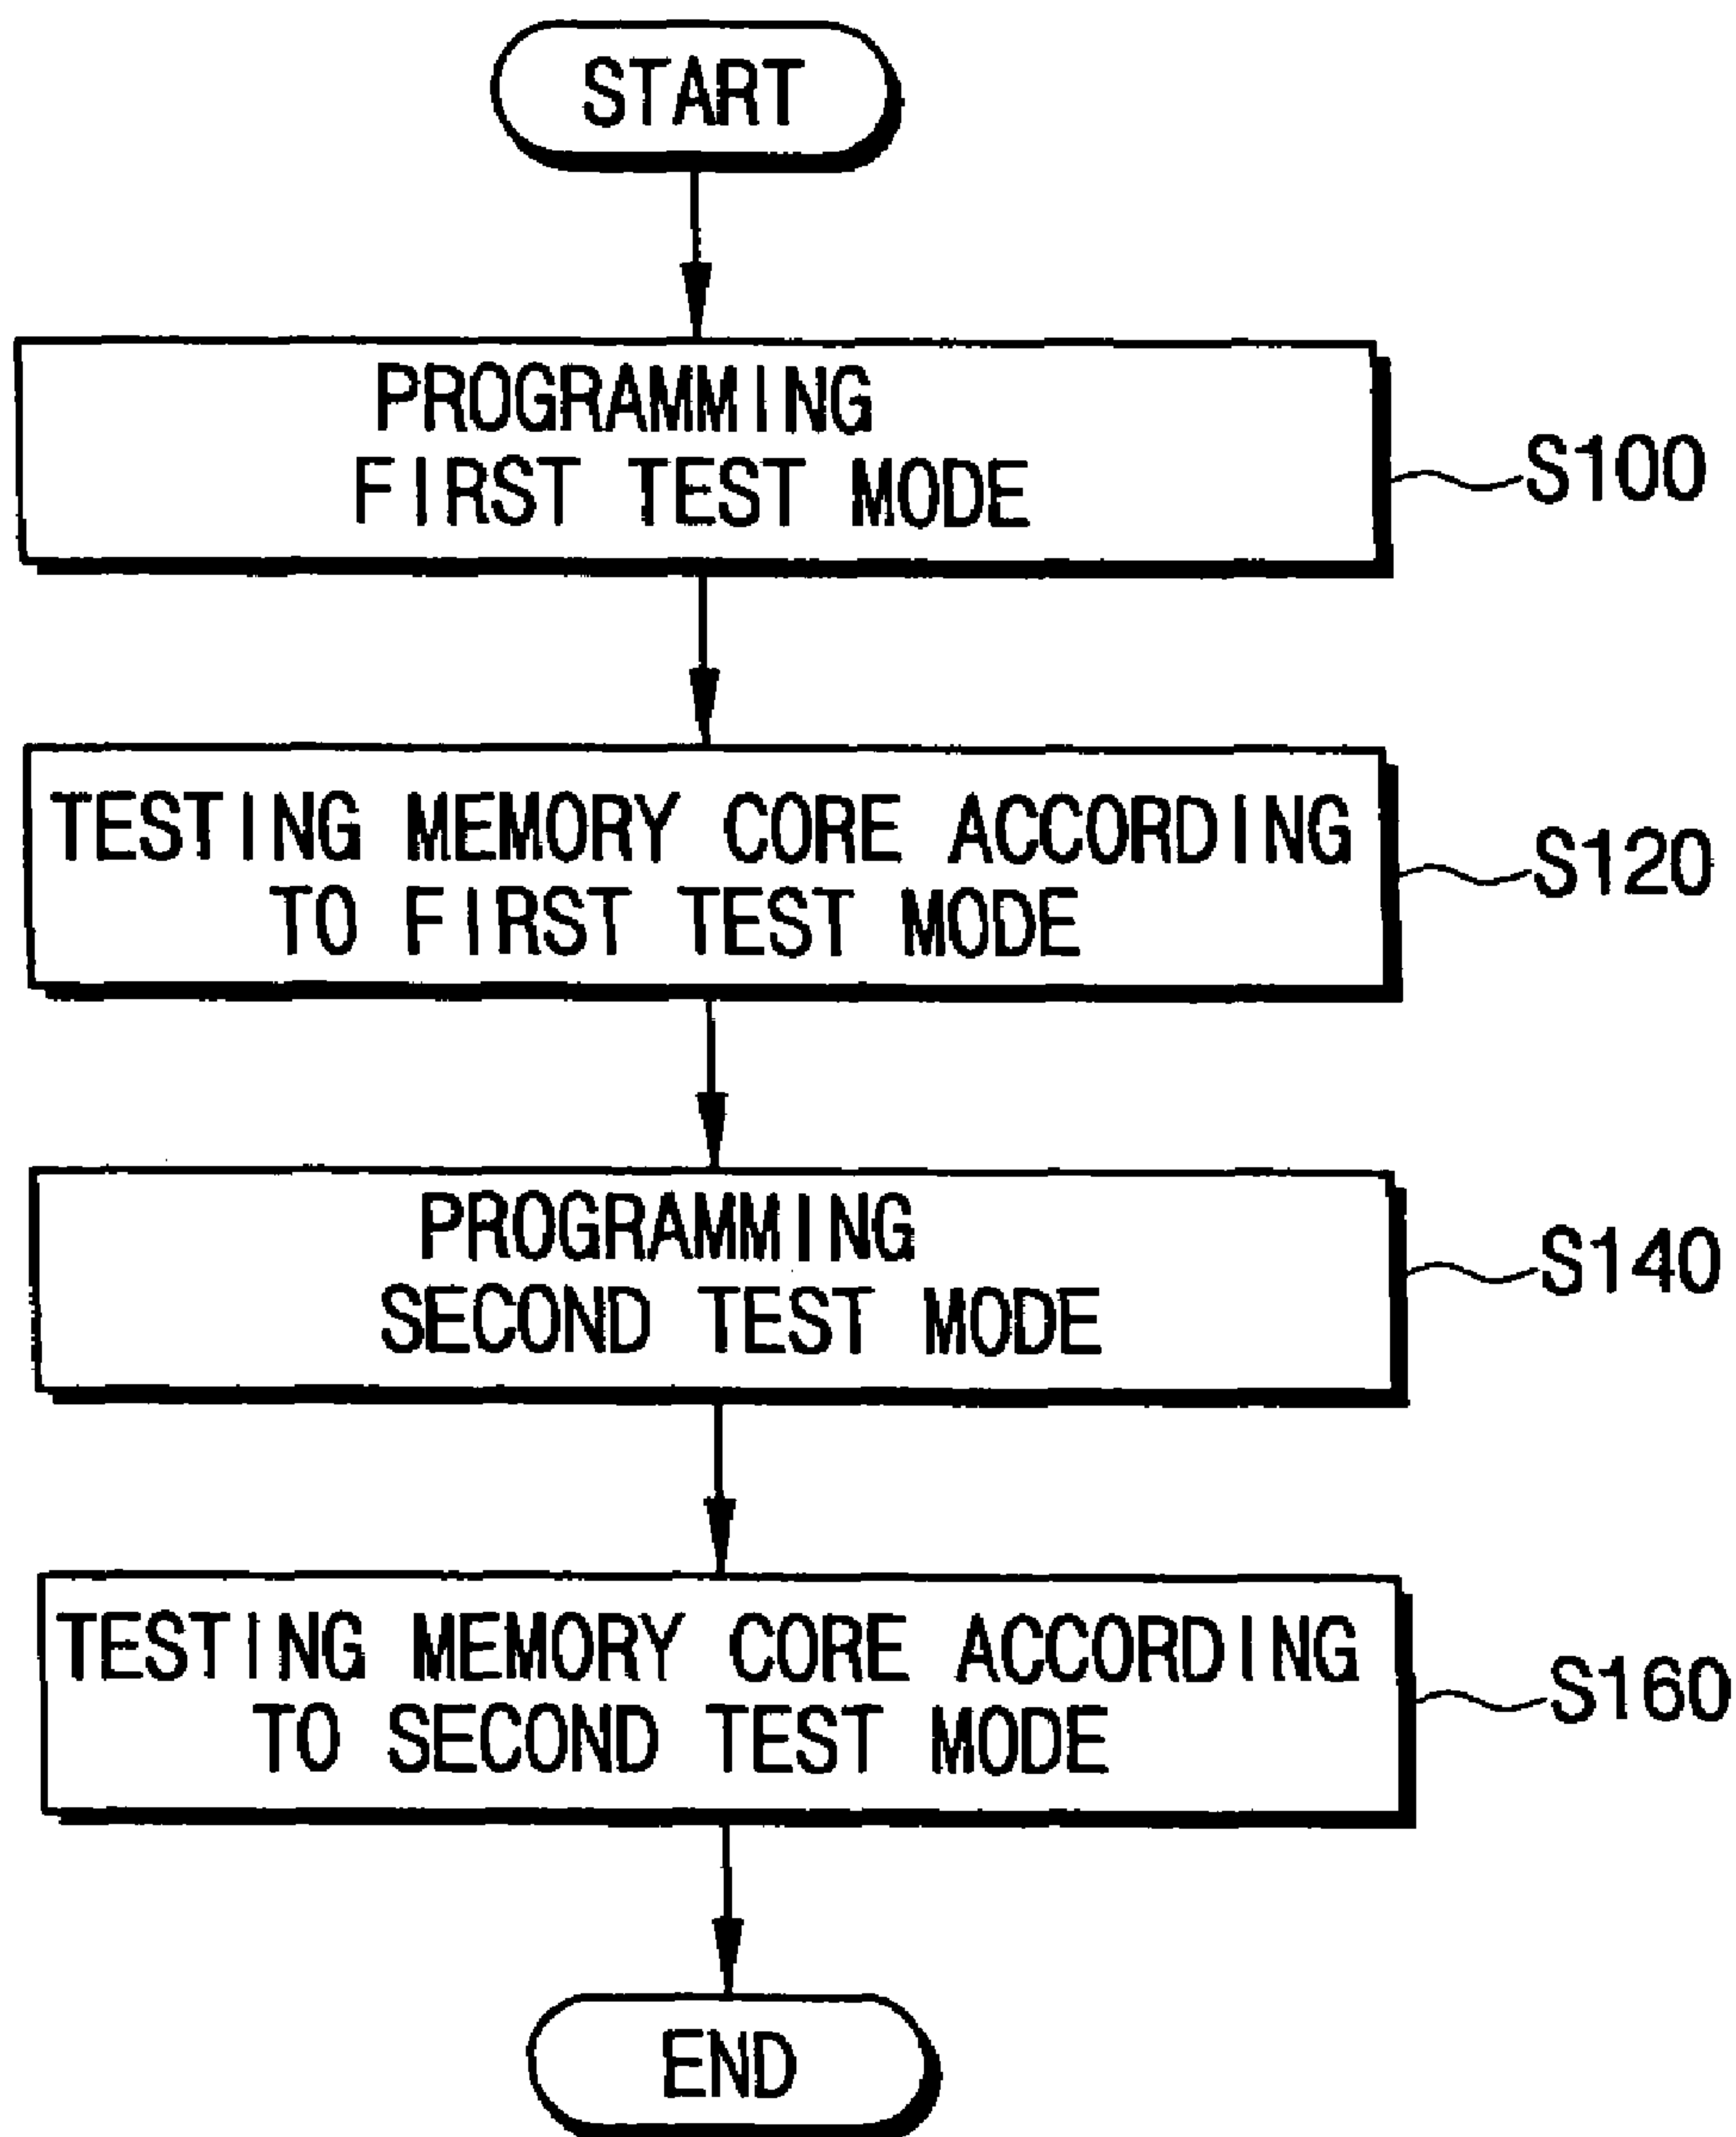 START
PROGRAMMING
FIRST TEST MODE
S100
TESTING MEMORY CORE ACCORDING
TO FIRST TEST MODE
S120
PROGRAMMING
SECOND TEST MODE
S140
TESTING MEMORY CORE ACCORDING
TO SECOND TEST MODE
S160
END